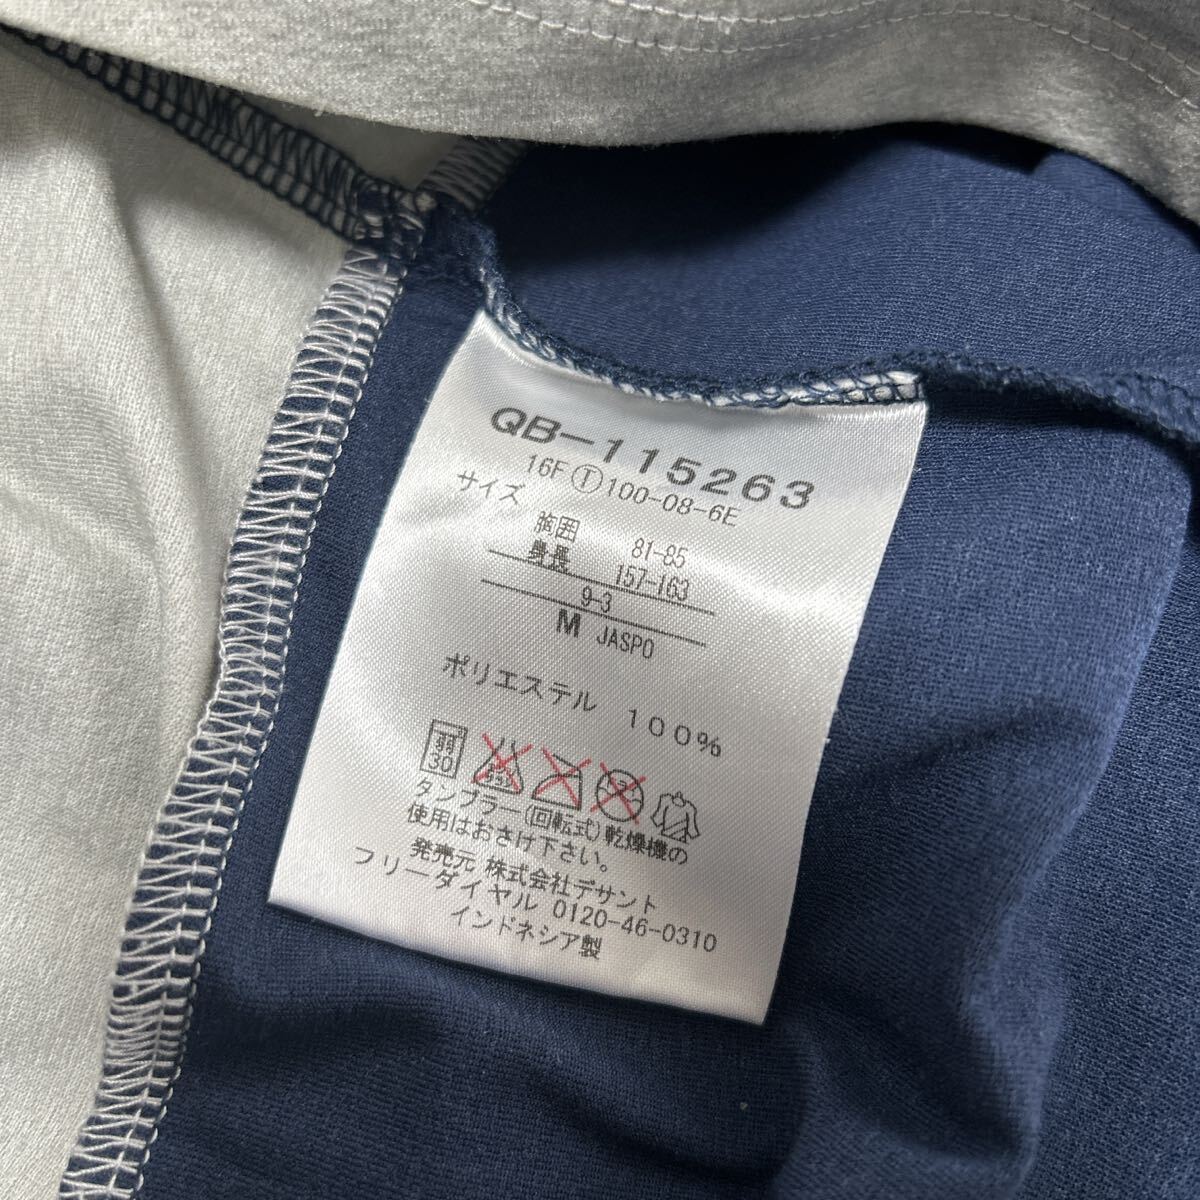 QB-115263
16F①100-08-6E
サイズ
胸囲 81-85
身長 157-163
9-3
M JASPO
ポリエステル 100%
弱 30
タンブラー(回転式)乾燥機の
使用はおさけ下さい。
発売元 株式会社デサント
フリーダイヤル 0120-46-0310
インドネシア製